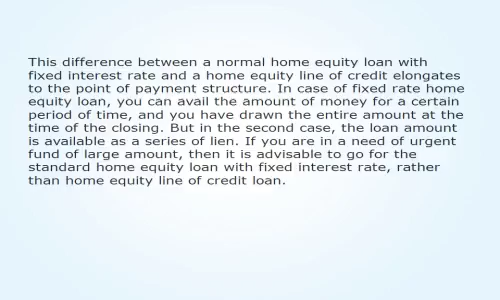 This difference between a normal home equity loan with
fixed interest rate and a home equity line of credit elongates
to the point of payment structure. In case of fixed rate home
equity loan, you can avail the amount of money for a certain
period of time, and you have drawn the entire amount at the
time of the closing. But in the second case, the loan amount
is available as a series of lien. If you are in a need of urgent
fund of large amount, then it is advisable to go for the
standard home equity loan with fixed interest rate, rather
than home equity line of credit loan.